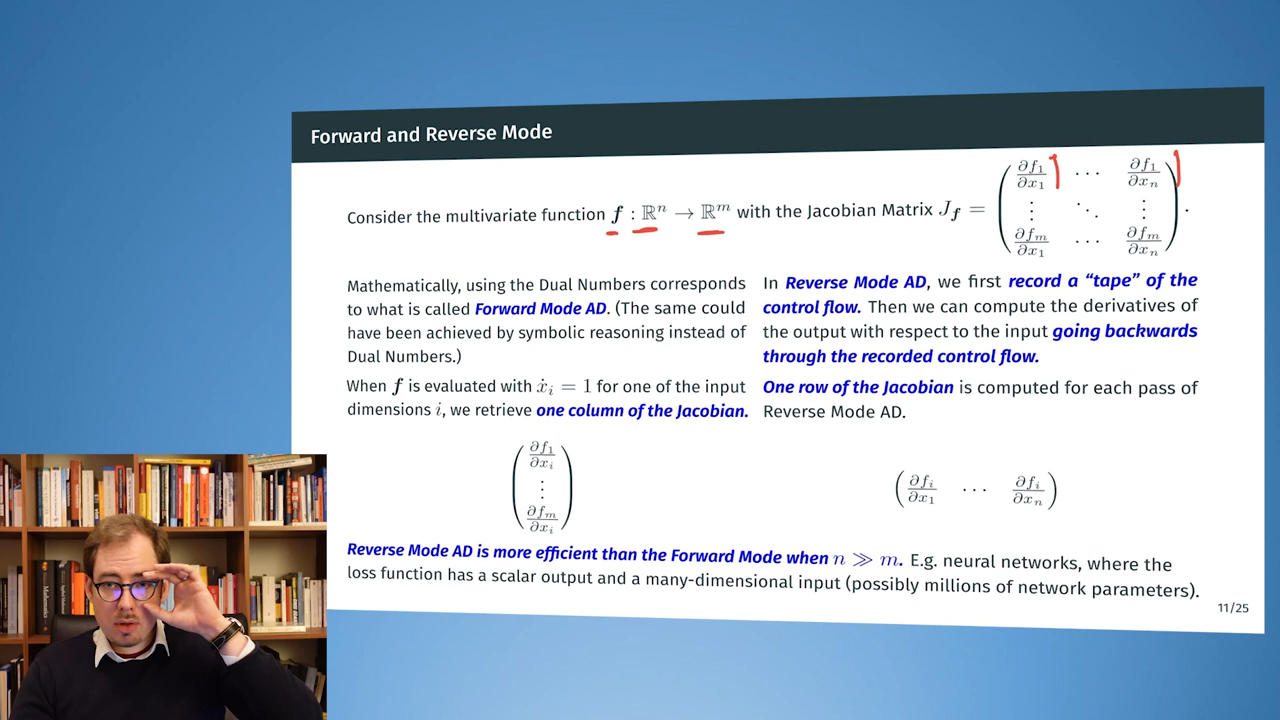 Forward and Reverse Mode
Consider the multivariate function f : ℝⁿ → ℝᵐ with the Jacobian Matrix J_f = ( ∂f₁/∂x₁ ⋯ ∂f₁/∂xₙ ⋮ ⋱ ⋮ ∂fₘ/∂x₁ ⋯ ∂fₘ/∂xₙ ) .
Mathematically, using the Dual Numbers corresponds
to what is called Forward Mode AD. (The same could
have been achieved by symbolic reasoning instead of
Dual Numbers.)
When f is evaluated with ẋᵢ = 1 for one of the input
dimensions i, we retrieve one column of the Jacobian.
( ∂f₁/∂xᵢ ⋮ ∂fₘ/∂xᵢ )
In Reverse Mode AD, we first record a “tape” of the
control flow. Then we can compute the derivatives of
the output with respect to the input going backwards
through the recorded control flow.
One row of the Jacobian is computed for each pass of
Reverse Mode AD.
( ∂fᵢ/∂x₁ ⋯ ∂fᵢ/∂xₙ )
Reverse Mode AD is more efficient than the Forward Mode when n ≫ m. E.g. neural networks, where the
loss function has a scalar output and a many-dimensional input (possibly millions of network parameters).
11/25